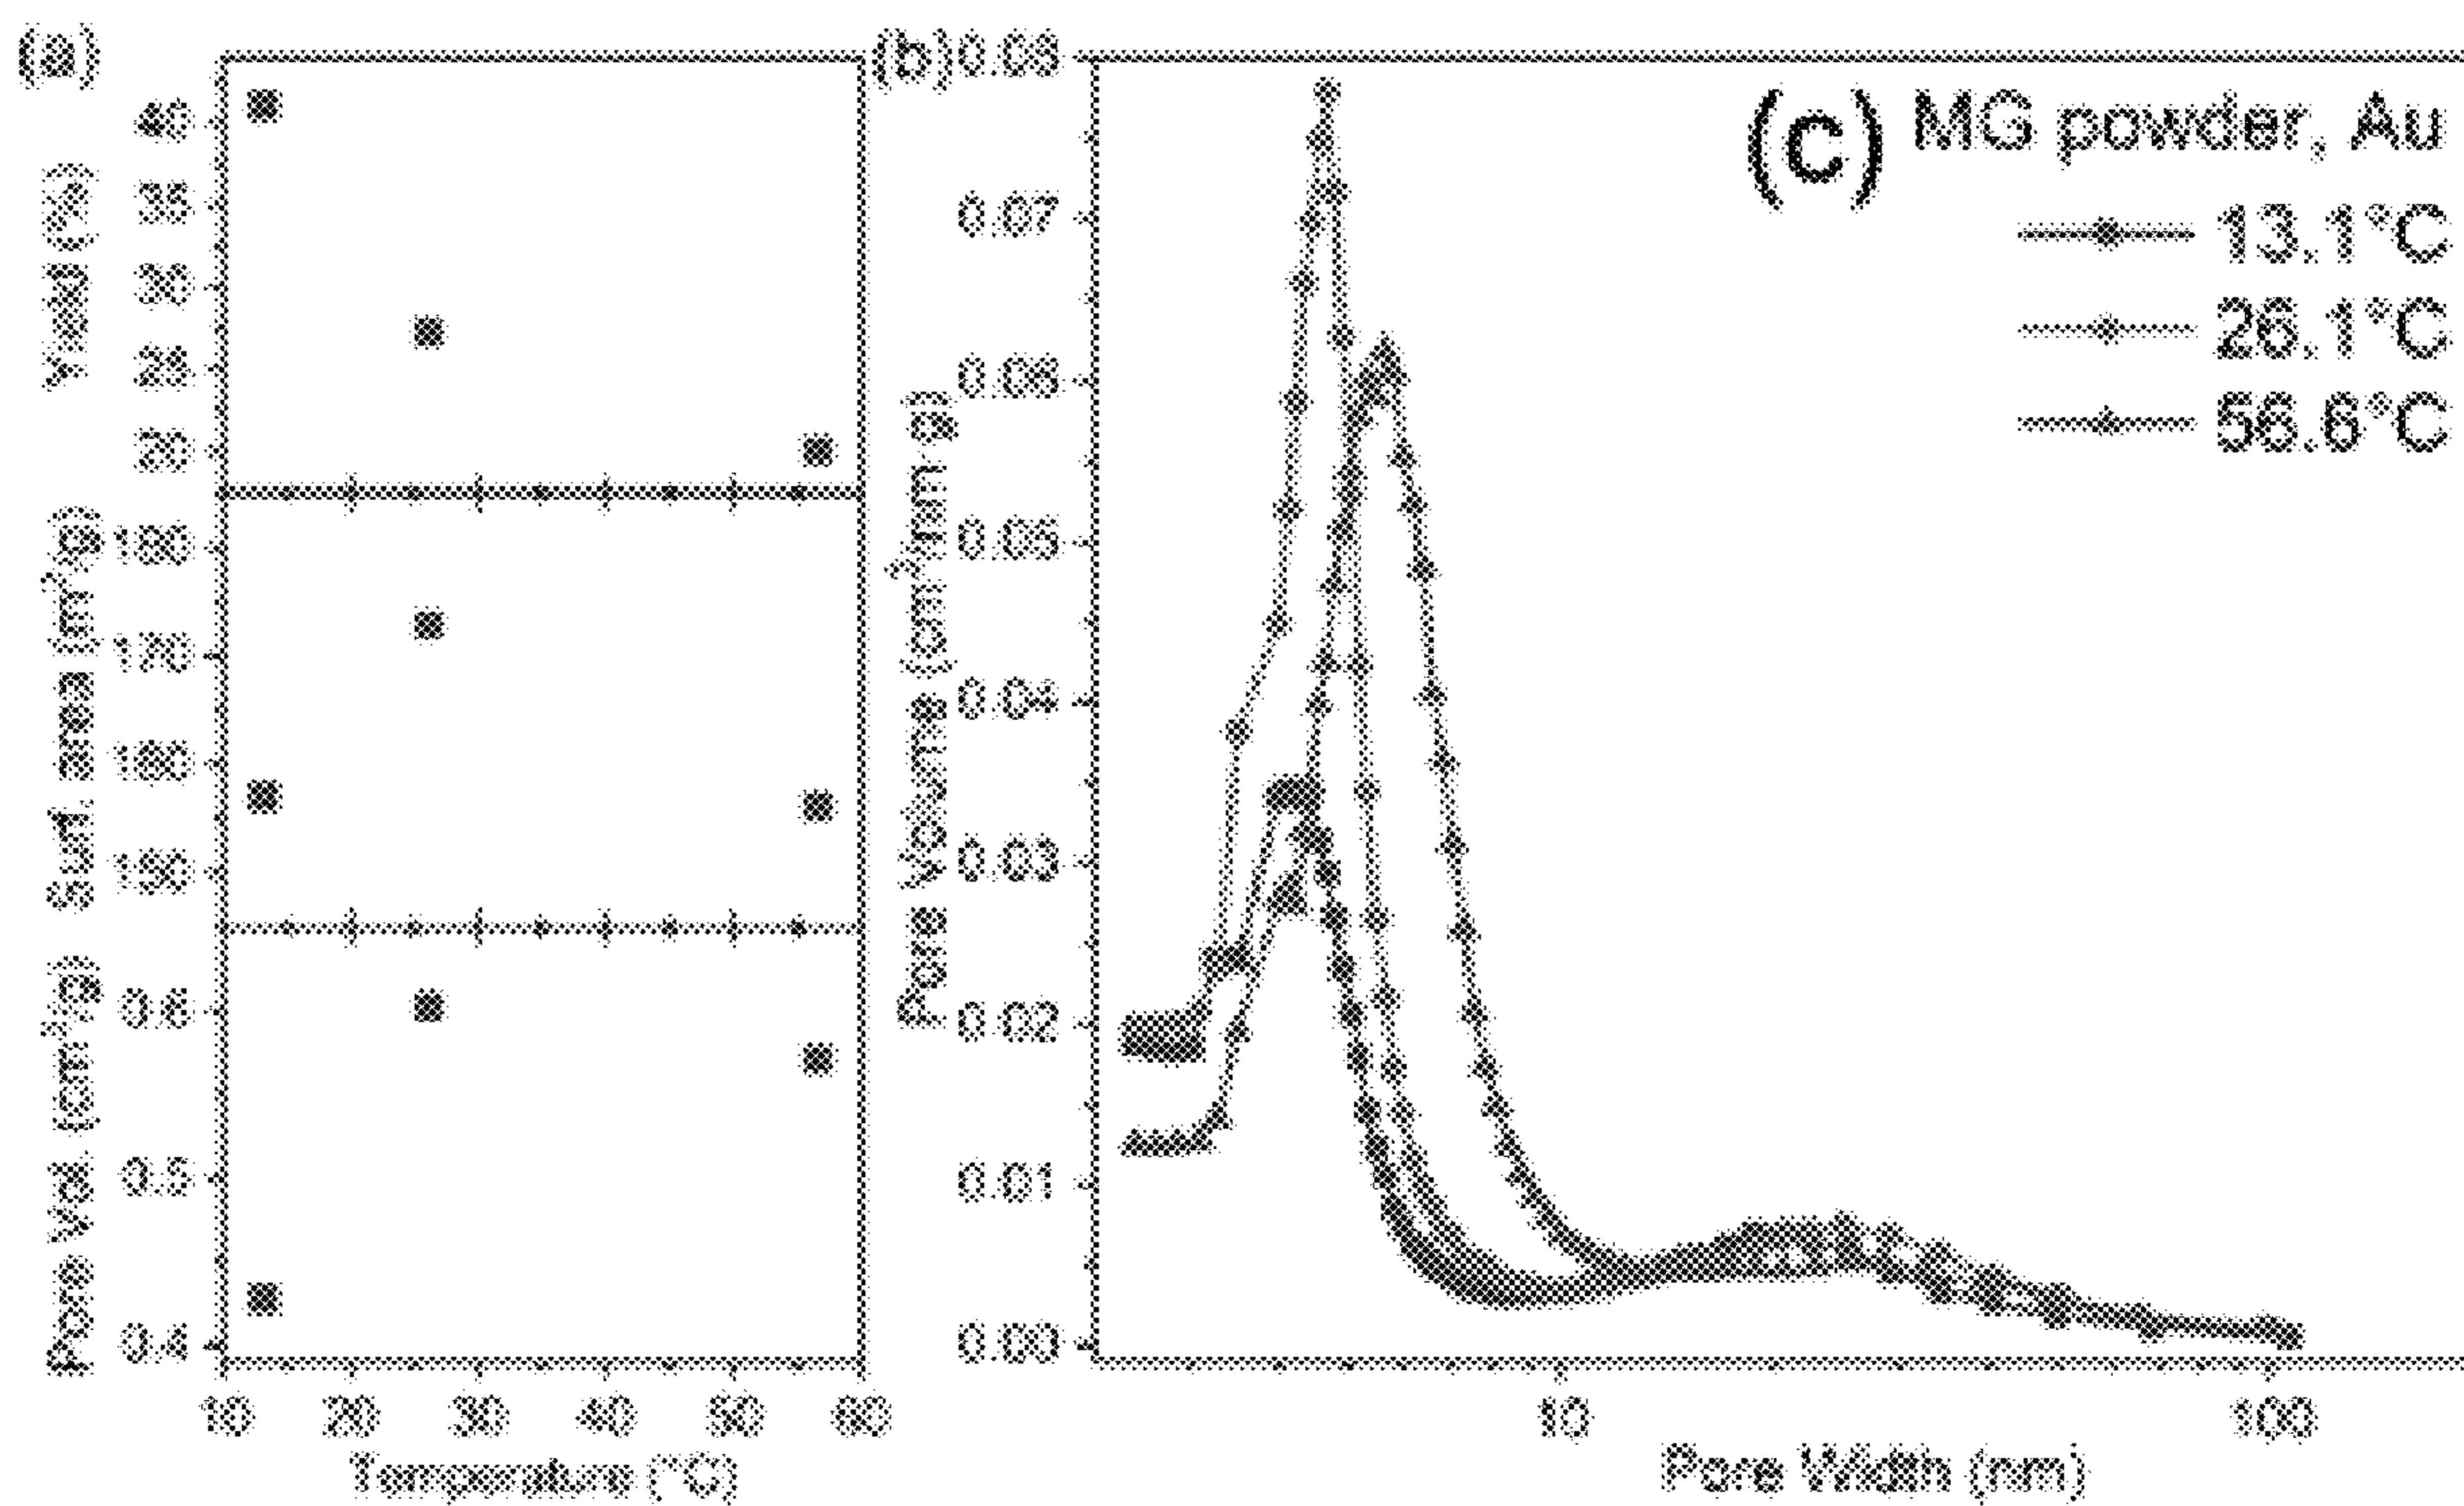 (a)
Yield (%)
40
35
30
25
20
Surf. area (m²/g)
180
170
160
150
Pore vol. (cm³/g)
0.6
0.5
0.4
10 20 30 40 50 60
Temperature (°C)
(b)
Pore Volume (cm³/nm g)
0.08
0.07
0.06
0.05
0.04
0.03
0.02
0.01
0.00
(c) MG powder, Au
13.1°C
26.1°C
56.6°C
10 100
Pore Width (nm)